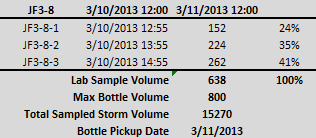 JF3-8 3/10/2013 12:00 3/11/2013 12:00
JF3-8-1 3/10/2013 12:55 152 24%
JF3-8-2 3/10/2013 13:55 224 35%
JF3-8-3 3/10/2013 14:55 262 41%
Lab Sample Volume 638 100%
Max Bottle Volume 800
Total Sampled Storm Volume 15270
Bottle Pickup Date 3/11/2013